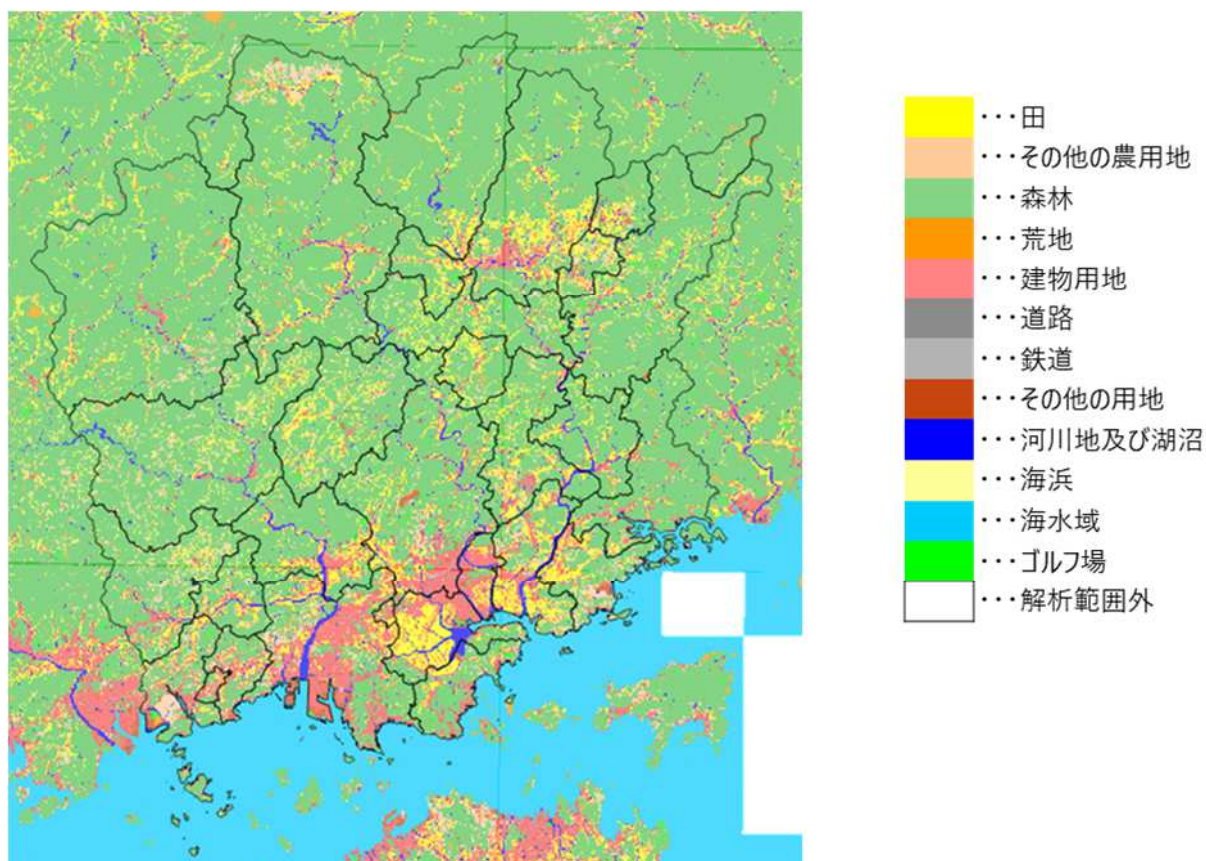 ・・・田
・・・その他の農用地
・・・森林
・・・荒地
・・・建物用地
・・・道路
・・・鉄道
・・・その他の用地
・・・河川地及び湖沼
・・・海浜
・・・海水域
・・・ゴルフ場
・・・解析範囲外